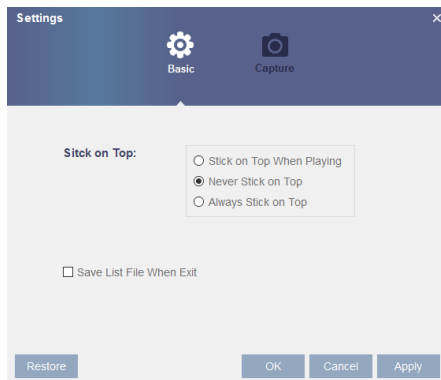 Settings
Basic
Capture
Sitck on Top:
Stick on Top When Playing
Never Stick on Top
Always Stick on Top
Save List File When Exit
Restore
OK
Cancel
Apply